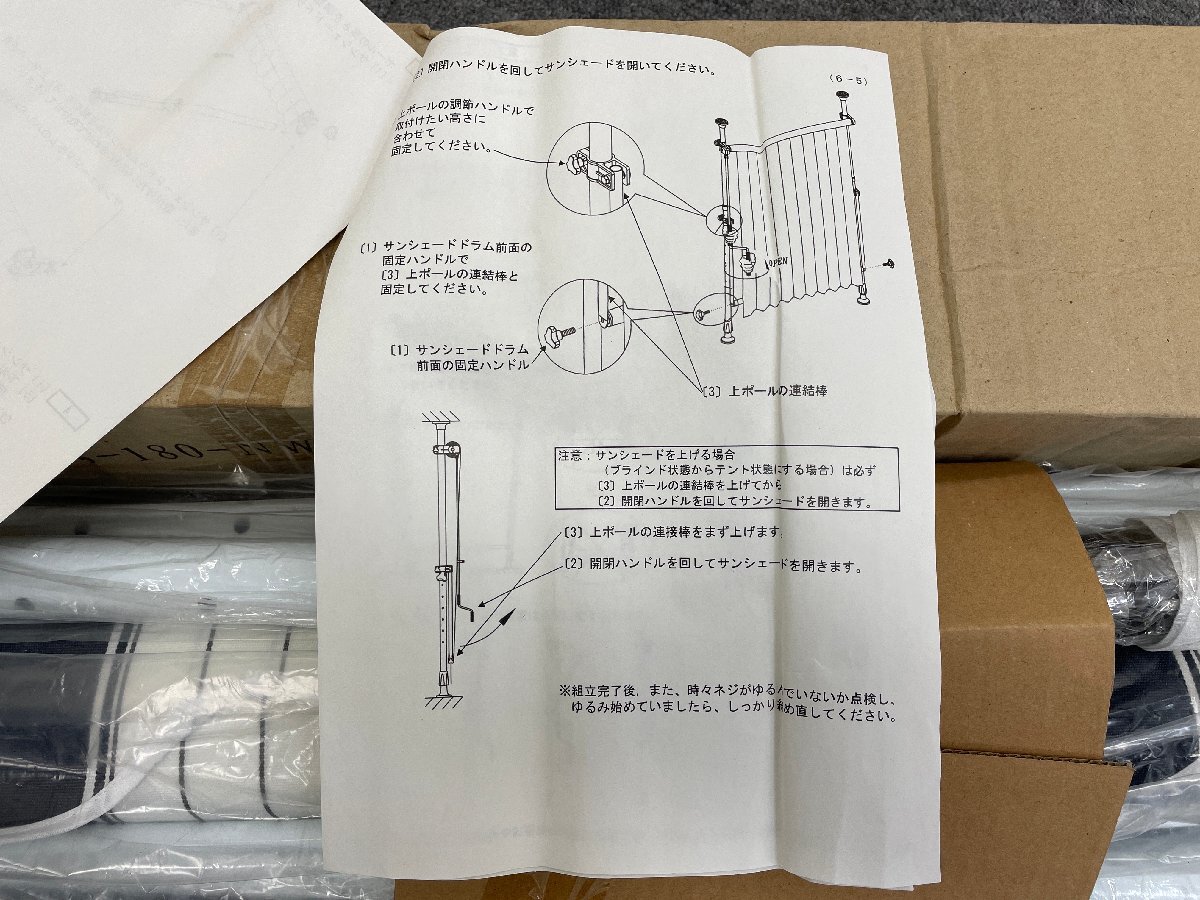 〔2〕開閉ハンドルを回してサンシェードを開いてください。
(6-5)
上ポールの調節ハンドルで
取付けたい高さに
合わせて
固定してください。
〔1〕サンシェードドラム前面の
固定ハンドルで
〔3〕上ポールの連結棒と
固定してください。
OPEN
〔1〕サンシェードドラム
前面の固定ハンドル
〔3〕上ポールの連結棒
注意：サンシェードを上げる場合
(ブラインド状態からテント状態にする場合)は必ず
〔3〕上ポールの連結棒を上げてから
〔2〕開閉ハンドルを回してサンシェードを開きます。
〔3〕上ポールの連接棒をまず上げます.
〔2〕開閉ハンドルを回してサンシェードを開きます。
※組立完了後，また、時々ネジがゆるんでいないか点検し、
ゆるみ始めていましたら、しっかり締め直してください。
-180-